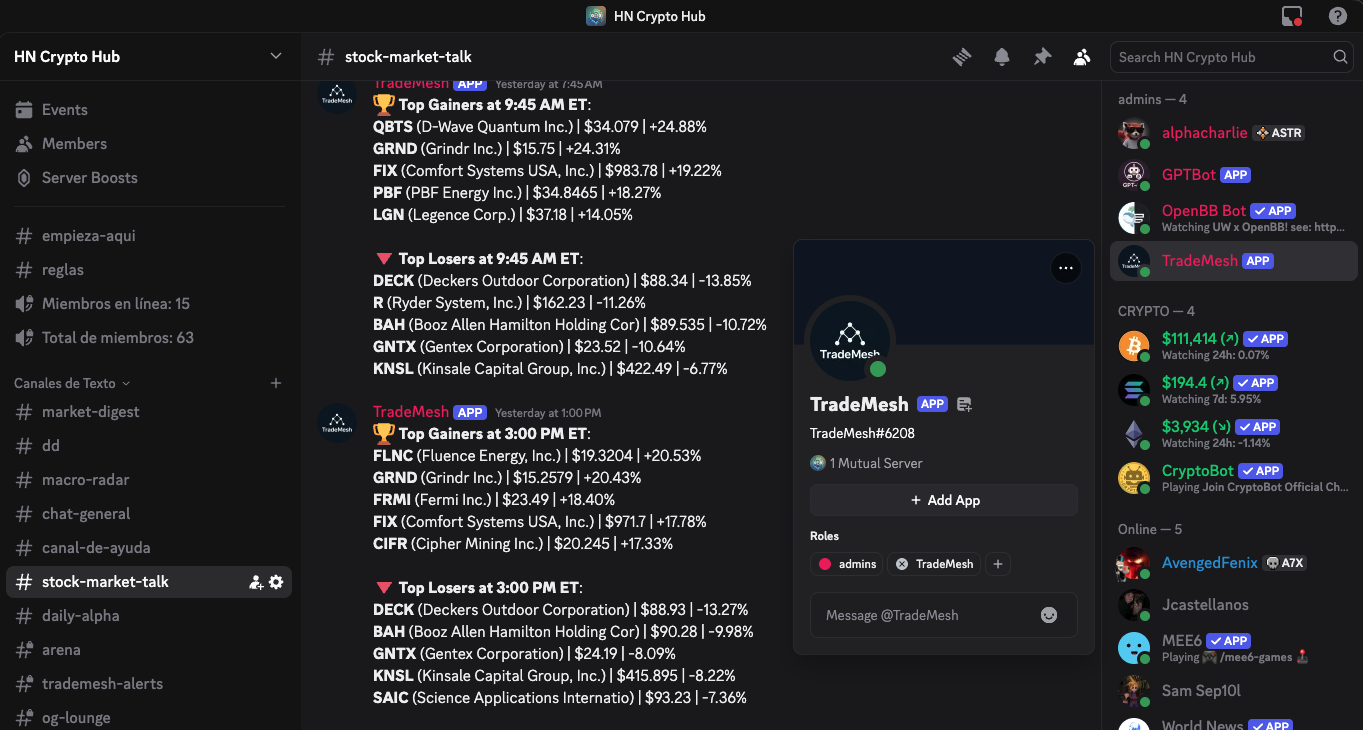 HN Crypto Hub
HN Crypto Hub
Events
Members
Server Boosts
empieza-aqui
reglas
Miembros en línea: 15
Total de miembros: 63
Canales de Texto
market-digest
dd
macro-radar
chat-general
canal-de-ayuda
stock-market-talk
daily-alpha
arena
trademesh-alerts
og-lounge
stock-market-talk
TradeMesh APP Yesterday at 7:45 AM
TradeMesh
Top Gainers at 9:45 AM ET:
QBTS (D-Wave Quantum Inc.) | $34.079 | +24.88%
GRND (Grindr Inc.) | $15.75 | +24.31%
FIX (Comfort Systems USA, Inc.) | $983.78 | +19.22%
PBF (PBF Energy Inc.) | $34.8465 | +18.27%
LGN (Legence Corp.) | $37.18 | +14.05%
Top Losers at 9:45 AM ET:
DECK (Deckers Outdoor Corporation) | $88.34 | -13.85%
R (Ryder System, Inc.) | $162.23 | -11.26%
BAH (Booz Allen Hamilton Holding Cor) | $89.535 | -10.72%
GNTX (Gentex Corporation) | $23.52 | -10.64%
KNSL (Kinsale Capital Group, Inc.) | $422.49 | -6.77%
TradeMesh APP Yesterday at 1:00 PM
TradeMesh
Top Gainers at 3:00 PM ET:
FLNC (Fluence Energy, Inc.) | $19.3204 | +20.53%
GRND (Grindr Inc.) | $15.2579 | +20.43%
FRMI (Fermi Inc.) | $23.49 | +18.40%
FIX (Comfort Systems USA, Inc.) | $971.7 | +17.78%
CIFR (Cipher Mining Inc.) | $20.245 | +17.33%
Top Losers at 3:00 PM ET:
DECK (Deckers Outdoor Corporation) | $88.93 | -13.27%
BAH (Booz Allen Hamilton Holding Cor) | $90.28 | -9.98%
GNTX (Gentex Corporation) | $24.19 | -8.09%
KNSL (Kinsale Capital Group, Inc.) | $415.895 | -8.22%
SAIC (Science Applications Internatio) | $93.23 | -7.36%
TradeMesh
TradeMesh APP
TradeMesh#6208
1 Mutual Server
+ Add App
Roles
admins
TradeMesh
+
Message @TradeMesh
Search HN Crypto Hub
admins — 4
alphacharlie ASTR
GPTBot APP
OpenBB Bot APP
Watching UW x OpenBB! see: http...
TradeMesh APP
CRYPTO — 4
$111,414 (↗) APP
Watching 24h: 0.07%
$194.4 (↗) APP
Watching 7d: 5.95%
$3,934 (↘) APP
Watching 24h: -1.14%
CryptoBot APP
Playing Join CryptoBot Official Ch...
Online — 5
AvengedFenix A7X
Jcastellanos
MEE6 APP
Playing 🎮 /mee6-games 🕹️
Sam Sep10l
World News APP